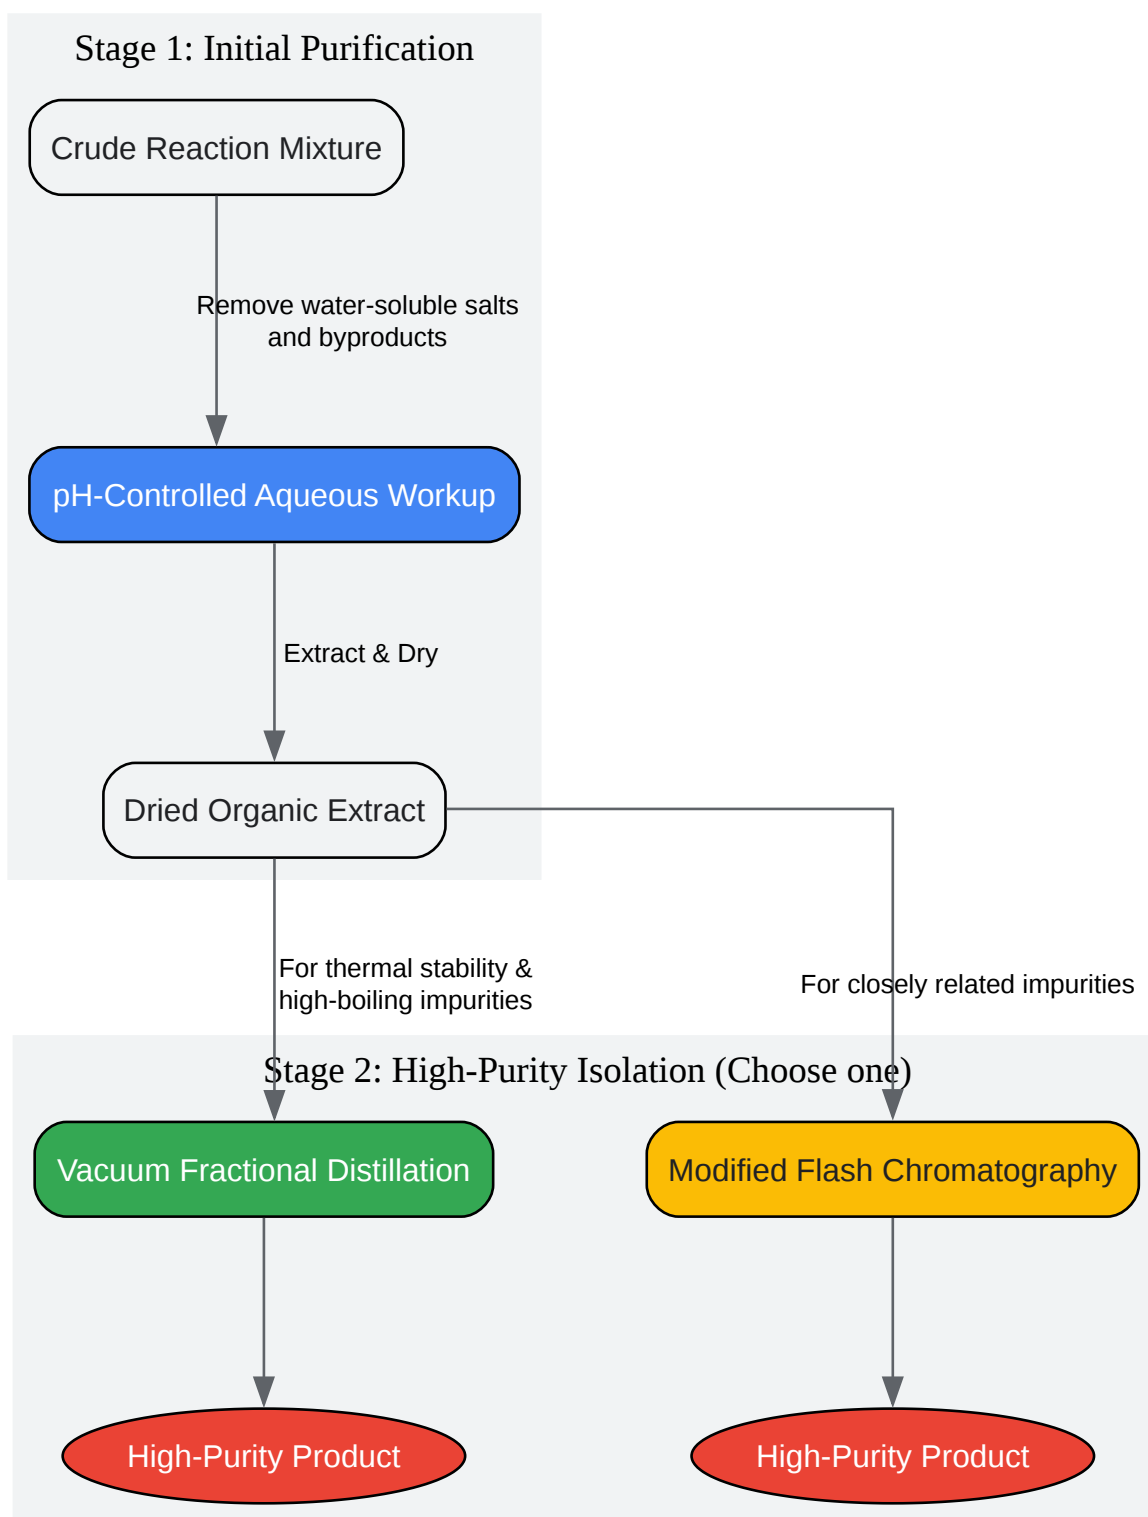 Stage 1: Initial Purification
Crude Reaction Mixture
Remove water-soluble salts
and byproducts
pH-Controlled Aqueous Workup
Extract & Dry
Dried Organic Extract
For thermal stability &
high-boiling impurities
For closely related impurities
Stage 2: High-Purity Isolation (Choose one)
Vacuum Fractional Distillation
Modified Flash Chromatography
High-Purity Product
High-Purity Product